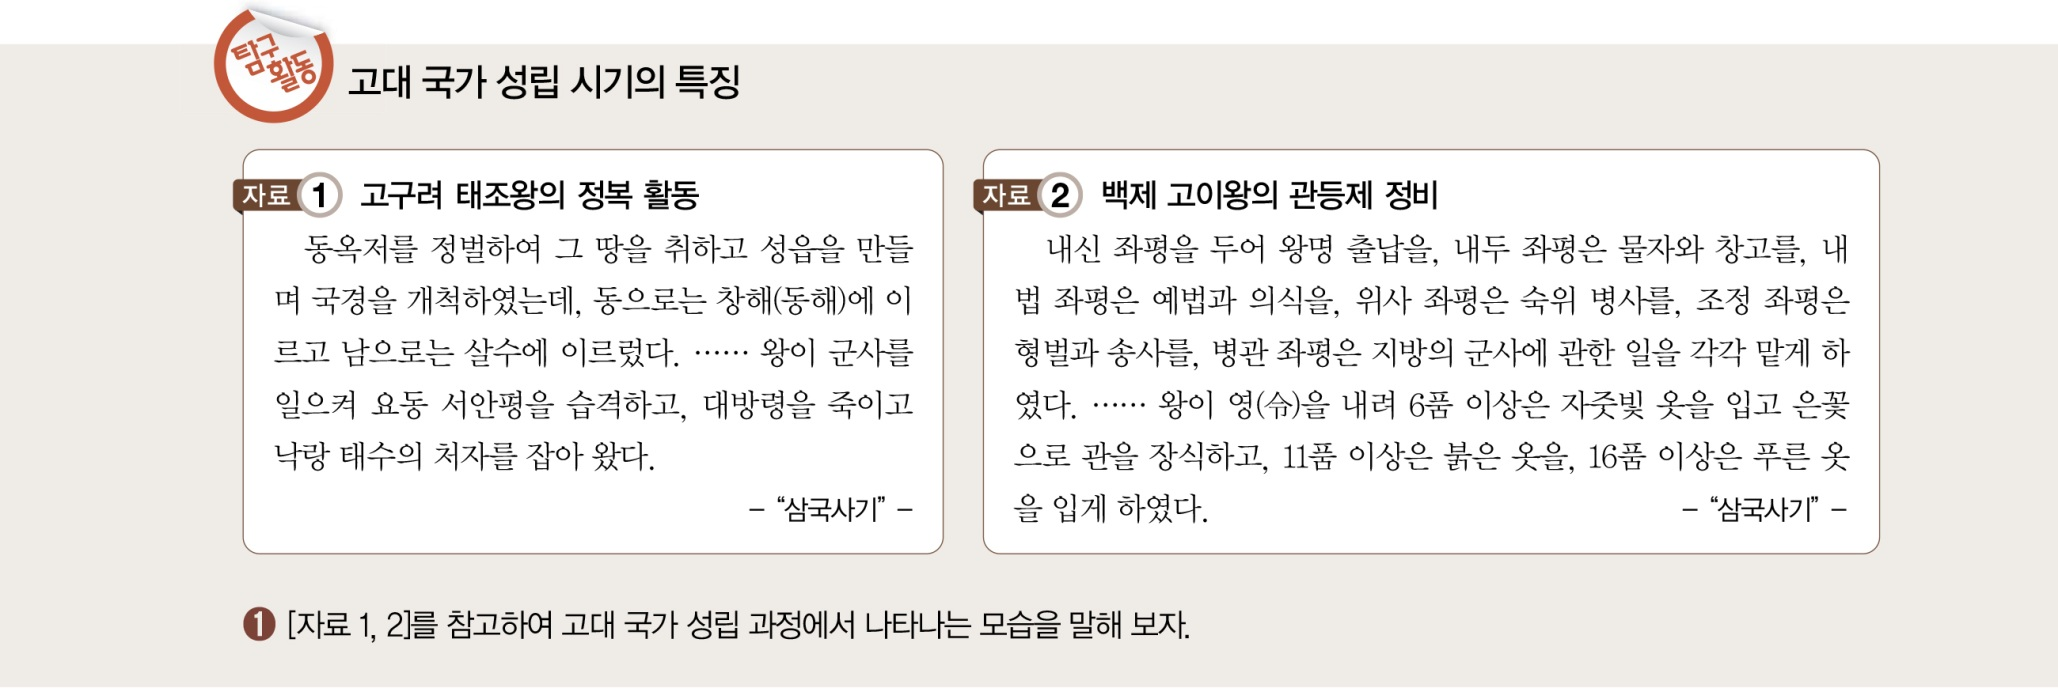 탐구
활동
고대 국가 성립 시기의 특징
자료 1 고구려 태조왕의 정복 활동
동옥저를 정벌하여 그 땅을 취하고 성읍을 만들
며 국경을 개척하였는데, 동으로는 창해(동해)에 이
르고 남으로는 살수에 이르렀다. …… 왕이 군사를
일으켜 요동 서안평을 습격하고, 대방령을 죽이고
낙랑 태수의 처자를 잡아 왔다.
– “삼국사기” –
자료 2 백제 고이왕의 관등제 정비
내신 좌평을 두어 왕명 출납을, 내두 좌평은 물자와 창고를, 내
법 좌평은 예법과 의식을, 위사 좌평은 숙위 병사를, 조정 좌평은
형벌과 송사를, 병관 좌평은 지방의 군사에 관한 일을 각각 맡게 하
였다. …… 왕이 영(令)을 내려 6품 이상은 자줏빛 옷을 입고 은꽃
으로 관을 장식하고, 11품 이상은 붉은 옷을, 16품 이상은 푸른 옷
을 입게 하였다. – “삼국사기” –
1 [자료 1, 2]를 참고하여 고대 국가 성립 과정에서 나타나는 모습을 말해 보자.